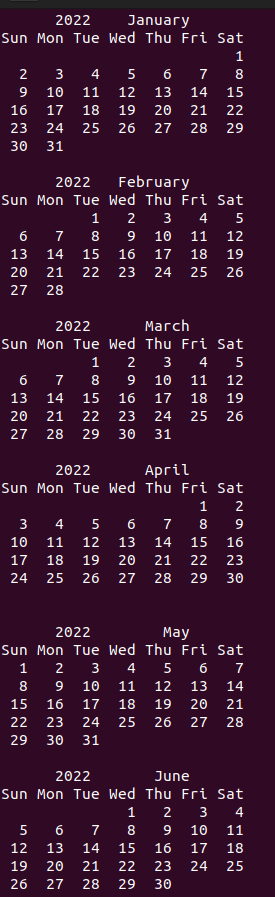 2022    January
Sun Mon Tue Wed Thu Fri Sat
                          1
  2   3   4   5   6   7   8
  9  10  11  12  13  14  15
 16  17  18  19  20  21  22
 23  24  25  26  27  28  29
 30  31

      2022   February
Sun Mon Tue Wed Thu Fri Sat
          1   2   3   4   5
  6   7   8   9  10  11  12
 13  14  15  16  17  18  19
 20  21  22  23  24  25  26
 27  28

      2022      March
Sun Mon Tue Wed Thu Fri Sat
          1   2   3   4   5
  6   7   8   9  10  11  12
 13  14  15  16  17  18  19
 20  21  22  23  24  25  26
 27  28  29  30  31

      2022      April
Sun Mon Tue Wed Thu Fri Sat
                      1   2
  3   4   5   6   7   8   9
 10  11  12  13  14  15  16
 17  18  19  20  21  22  23
 24  25  26  27  28  29  30


      2022        May
Sun Mon Tue Wed Thu Fri Sat
  1   2   3   4   5   6   7
  8   9  10  11  12  13  14
 15  16  17  18  19  20  21
 22  23  24  25  26  27  28
 29  30  31

      2022       June
Sun Mon Tue Wed Thu Fri Sat
              1   2   3   4
  5   6   7   8   9  10  11
 12  13  14  15  16  17  18
 19  20  21  22  23  24  25
 26  27  28  29  30